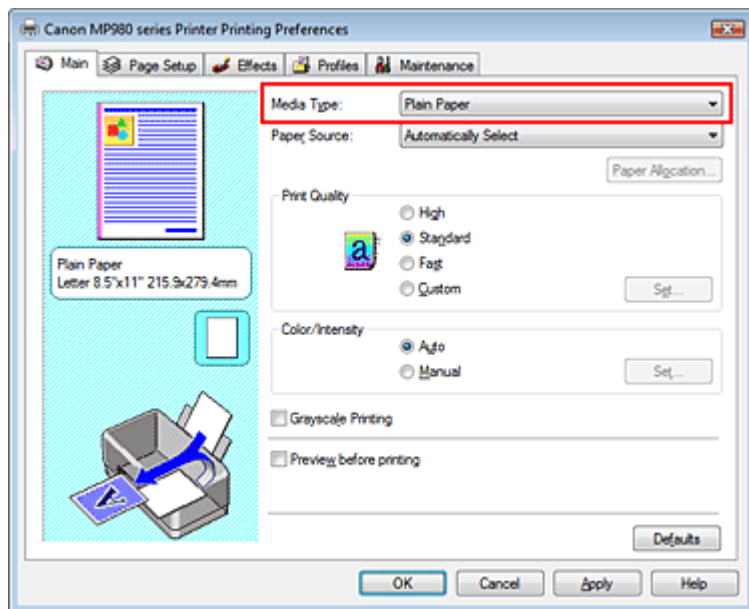 Canon MP980 series Printer Printing Preferences
Main Page Setup Effects Profiles Maintenance
Media Type: Plain Paper
Paper Source: Automatically Select
Paper Allocation...
Print Quality
High
Standard
Fast
Custom Set...
Plain Paper
Letter 8.5"x11" 215.9x279.4mm
Color/Intensity
Auto
Manual Set...
Grayscale Printing
Preview before printing
Defaults
OK Cancel Apply Help